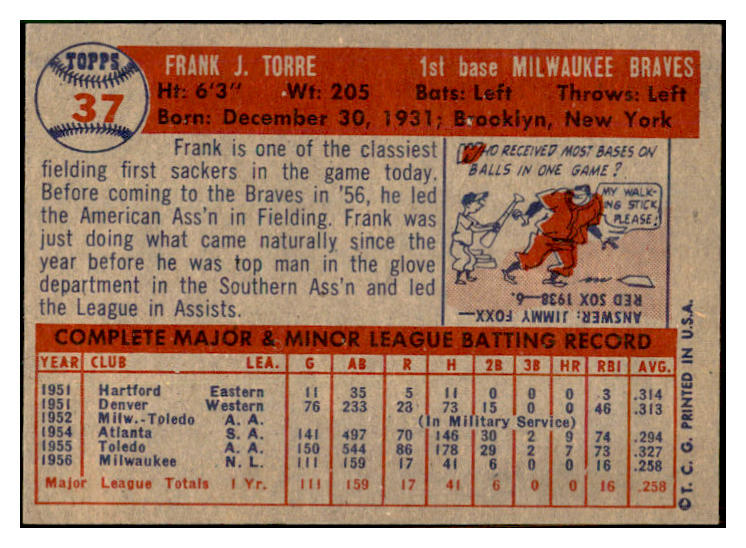 TOPPS
37
FRANK J. TORRE 1st base MILWAUKEE BRAVES
Ht: 6'3" Wt: 205 Bats: Left Throws: Left
Born: December 30, 1931; Brooklyn, New York
Frank is one of the classiest
fielding first sackers in the game today.
Before coming to the Braves in '56, he led
the American Ass'n in Fielding. Frank was
just doing what came naturally since the
year before he was top man in the glove
department in the Southern Ass'n and led
the League in Assists.
WHO RECEIVED MOST BASES ON
BALLS IN ONE GAME?
MY WALK-
ING STICK,
PLEASE!
ANSWER: JIMMY FOXX—
RED SOX 1938-6.
COMPLETE MAJOR & MINOR LEAGUE BATTING RECORD
YEAR CLUB LEA. G AB R H 2B 3B HR RBI AVG.
1951 Hartford Eastern 11 35 5 11 0 0 0 3 .314
1951 Denver Western 76 233 23 73 15 0 0 46 .313
1952 Milw.-Toledo A. A. (In Military Service)
1954 Atlanta S. A. 141 497 70 146 30 2 9 74 .294
1955 Toledo A. A. 150 544 86 178 29 2 7 73 .327
1956 Milwaukee N. L. 111 159 17 41 6 0 0 16 .258
Major League Totals 1 Yr. 111 159 17 41 6 0 0 16 .258
© T. C. G. PRINTED IN U.S.A.